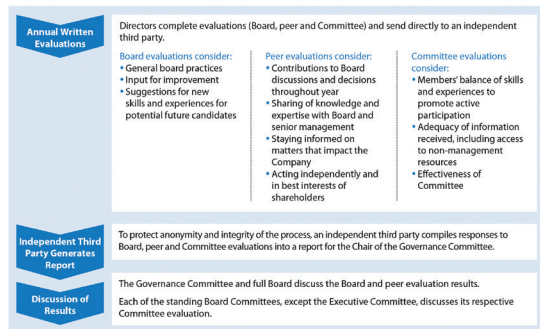 Annual Written
Evaluations
Directors complete evaluations (Board, peer and Committee) and send directly to an independent
third party.
Board evaluations consider:
• General board practices
• Input for improvement
• Suggestions for new
skills and experiences for
potential future candidates
Peer evaluations consider:
• Contributions to Board
discussions and decisions
throughout year
• Sharing of knowledge and
expertise with Board and
senior management
• Staying informed on
matters that impact the
Company
• Acting independently and
in best interests of
shareholders
Committee evaluations
consider:
• Members' balance of skills
and experiences to
promote active
participation
• Adequacy of information
received, including access
to non-management
resources
• Effectiveness of
Committee
Independent Third
Party Generates
Report
To protect anonymity and integrity of the process, an independent third party compiles responses to
Board, peer and Committee evaluations into a report for the Chair of the Governance Committee.
Discussion of
Results
The Governance Committee and full Board discuss the Board and peer evaluation results.
Each of the standing Board Committees, except the Executive Committee, discusses its respective
Committee evaluation.